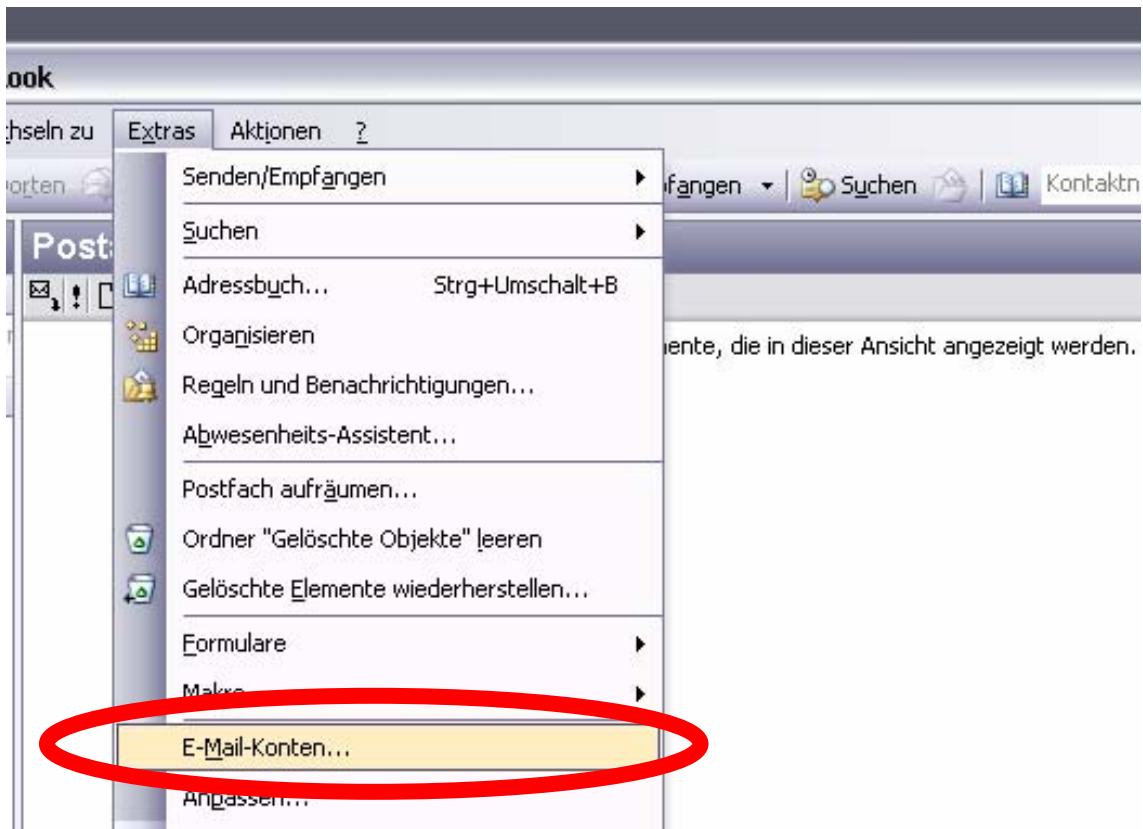 ook
hseln zu Extras Aktionen ?
orten fangen Suchen Kontaktn
Senden/Empfangen
Suchen
Post
Adressbuch... Strg+Umschalt+B
Organisieren
ente, die in dieser Ansicht angezeigt werden.
Regeln und Benachrichtigungen...
Abwesenheits-Assistent...
Postfach aufräumen...
Ordner "Gelöschte Objekte" leeren
Gelöschte Elemente wiederherstellen...
Formulare
Makro
E-Mail-Konten...
Anpassen...